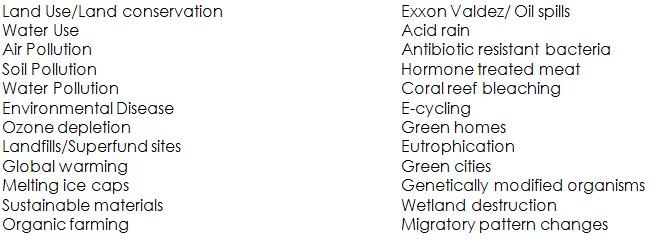 Land Use/Land conservation
Water Use
Air Pollution
Soil Pollution
Water Pollution
Environmental Disease
Ozone depletion
Landfills/Superfund sites
Global warming
Melting ice caps
Sustainable materials
Organic farming
Exxon Valdez/ Oil spills
Acid rain
Antibiotic resistant bacteria
Hormone treated meat
Coral reef bleaching
E-cycling
Green homes
Eutrophication
Green cities
Genetically modified organisms
Wetland destruction
Migratory pattern changes